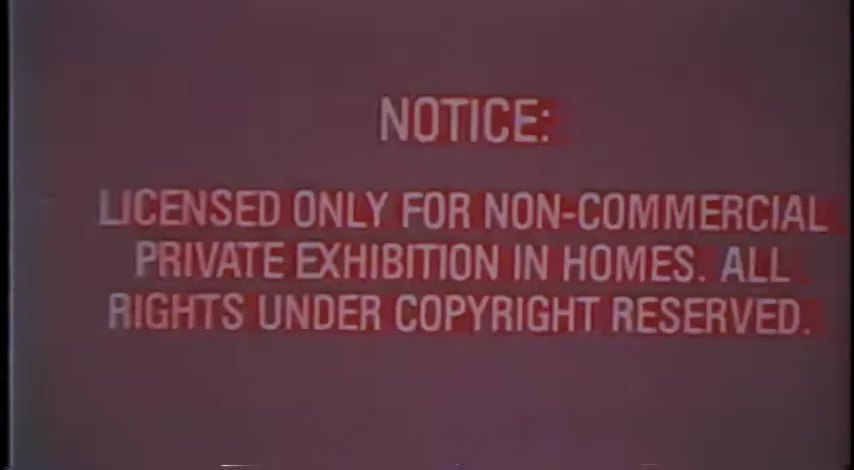 NOTICE:
LICENSED ONLY FOR NON-COMMERCIAL
PRIVATE EXHIBITION IN HOMES. ALL
RIGHTS UNDER COPYRIGHT RESERVED.